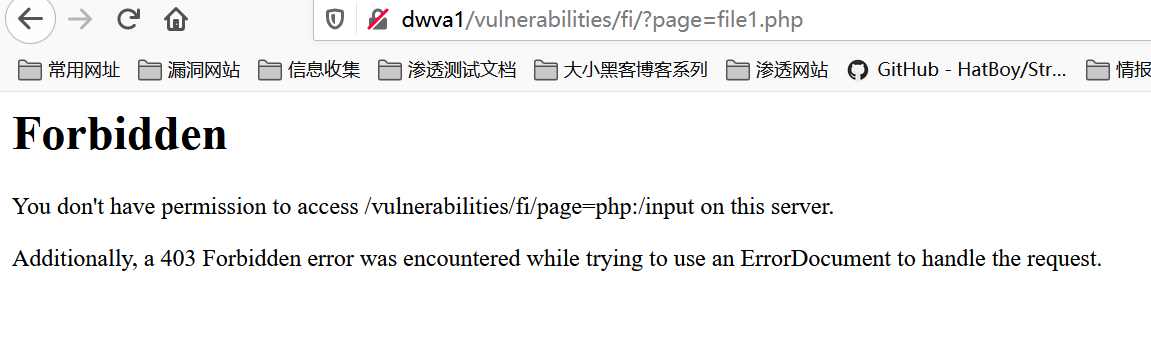 dwva1/vulnerabilities/fi/?page=file1.php
常用网址 漏洞网站 信息收集 渗透测试文档 大小黑客博客系列 渗透网站 GitHub - HatBoy/Str... 情报
Forbidden
You don't have permission to access /vulnerabilities/fi/page=php:/input on this server.
Additionally, a 403 Forbidden error was encountered while trying to use an ErrorDocument to handle the request.